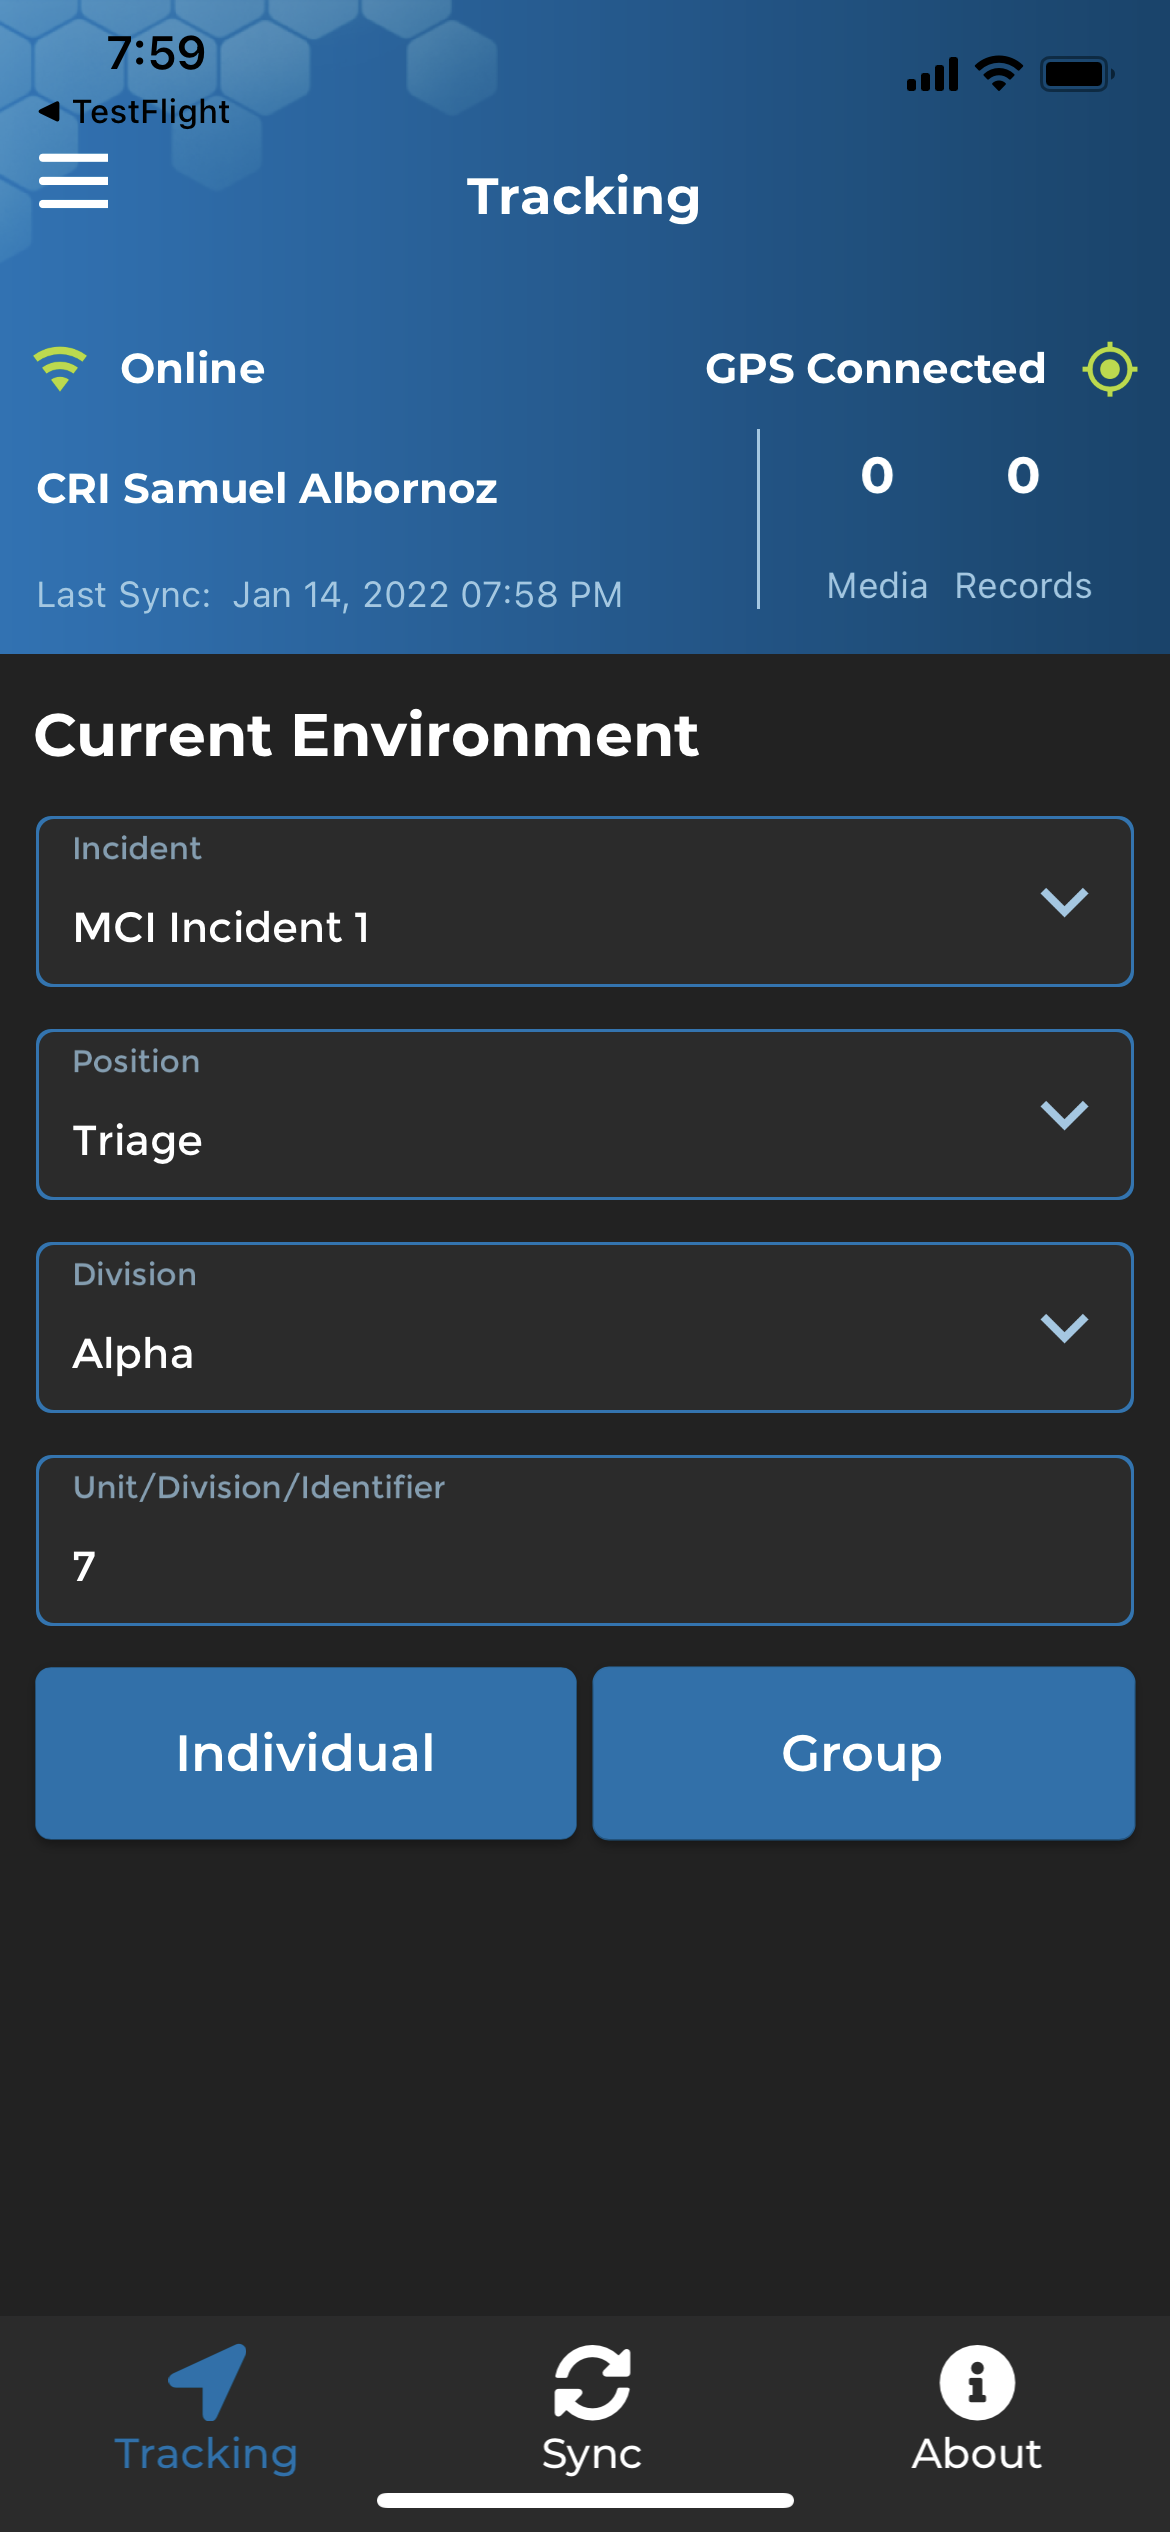 7:59
TestFlight
Tracking
Online
GPS Connected
CRI Samuel Albornoz
0 0
Media Records
Last Sync: Jan 14, 2022 07:58 PM
Current Environment
Incident
MCI Incident 1
Position
Triage
Division
Alpha
Unit/Division/Identifier
7
Individual
Group
Tracking
Sync
About